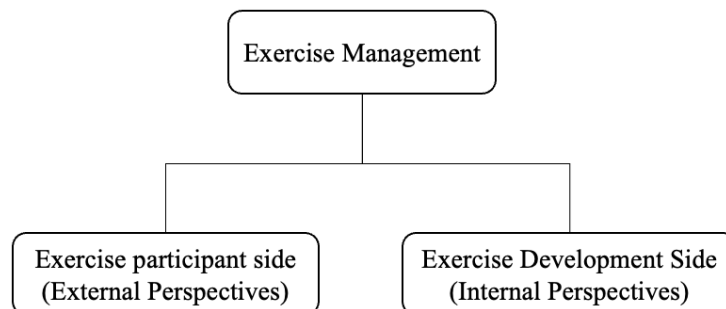 Exercise Management
Exercise participant side
(External Perspectives)
Exercise Development Side
(Internal Perspectives)